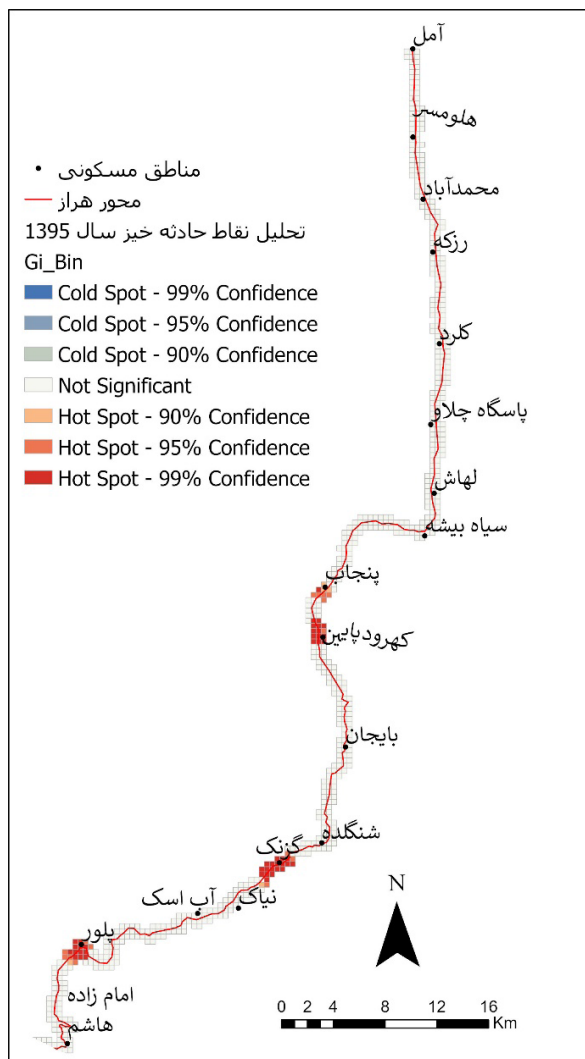 آمل
هلومسر
محمدآباد
رزکه
کلرد
پاسگاه چلاو
لهاش
سیاه بیشه
پنجاب
کهرودپایین
بایجان
شنگلده
گزنک
نیاک
آب اسک
پلور
امام زاده
هاشم
مناطق مسکونی
محور هراز
تحلیل نقاط حادثه خیز سال 1395
Gi_Bin
Cold Spot - 99% Confidence
Cold Spot - 95% Confidence
Cold Spot - 90% Confidence
Not Significant
Hot Spot - 90% Confidence
Hot Spot - 95% Confidence
Hot Spot - 99% Confidence
N
0 2 4 8 12 16
Km